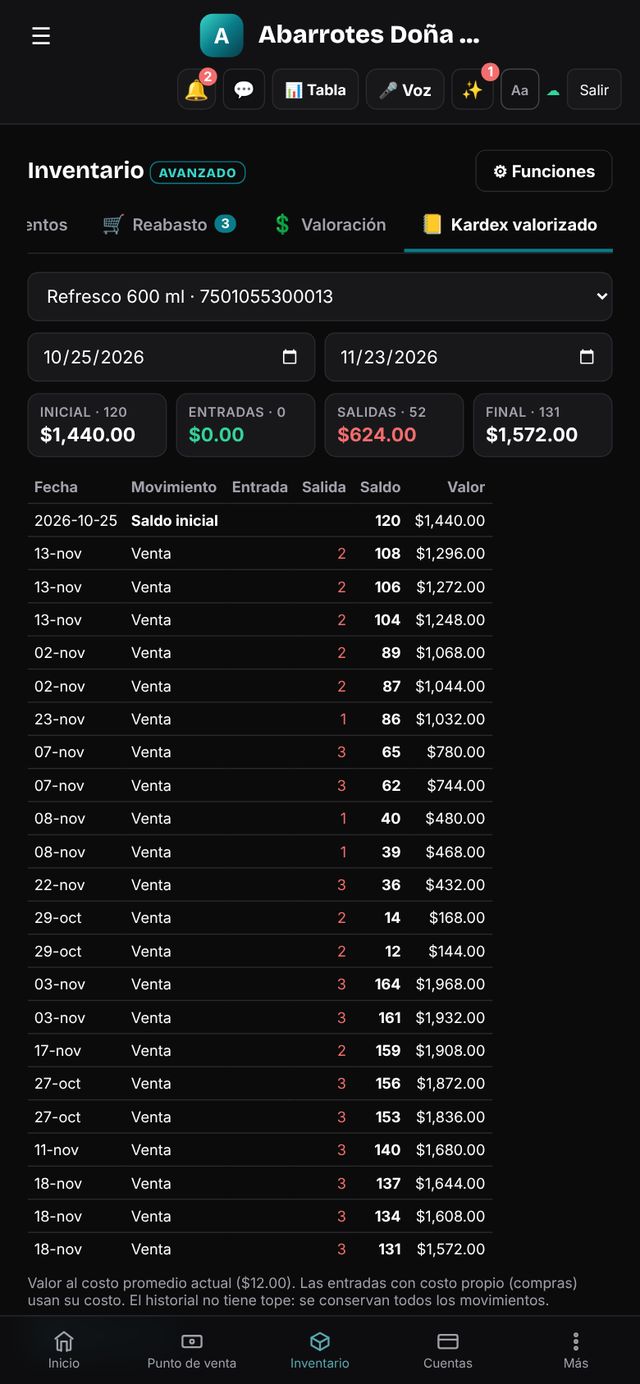 ☰ A Abarrotes Doña ...
🔔 2 💬 📊 Tabla 🎤 Voz ✨ 1 Aa ☁ Salir
Inventario AVANZADO ⚙ Funciones
entos 🛒 Reabasto 3 💲 Valoración 📒 Kardex valorizado
Refresco 600 ml · 7501055300013
10/25/2026 11/23/2026
INICIAL · 120 ENTRADAS · 0 SALIDAS · 52 FINAL · 131
$1,440.00 $0.00 $624.00 $1,572.00
Fecha Movimiento Entrada Salida Saldo Valor
2026-10-25 Saldo inicial 120 $1,440.00
13-nov Venta 2 108 $1,296.00
13-nov Venta 2 106 $1,272.00
13-nov Venta 2 104 $1,248.00
02-nov Venta 2 89 $1,068.00
02-nov Venta 2 87 $1,044.00
23-nov Venta 1 86 $1,032.00
07-nov Venta 3 65 $780.00
07-nov Venta 3 62 $744.00
08-nov Venta 1 40 $480.00
08-nov Venta 1 39 $468.00
22-nov Venta 3 36 $432.00
29-oct Venta 2 14 $168.00
29-oct Venta 2 12 $144.00
03-nov Venta 3 164 $1,968.00
03-nov Venta 3 161 $1,932.00
17-nov Venta 2 159 $1,908.00
27-oct Venta 3 156 $1,872.00
27-oct Venta 3 153 $1,836.00
11-nov Venta 3 140 $1,680.00
18-nov Venta 3 137 $1,644.00
18-nov Venta 3 134 $1,608.00
18-nov Venta 3 131 $1,572.00
Valor al costo promedio actual ($12.00). Las entradas con costo propio (compras)
usan su costo. El historial no tiene tope: se conservan todos los movimientos.
Inicio Punto de venta Inventario Cuentas Más